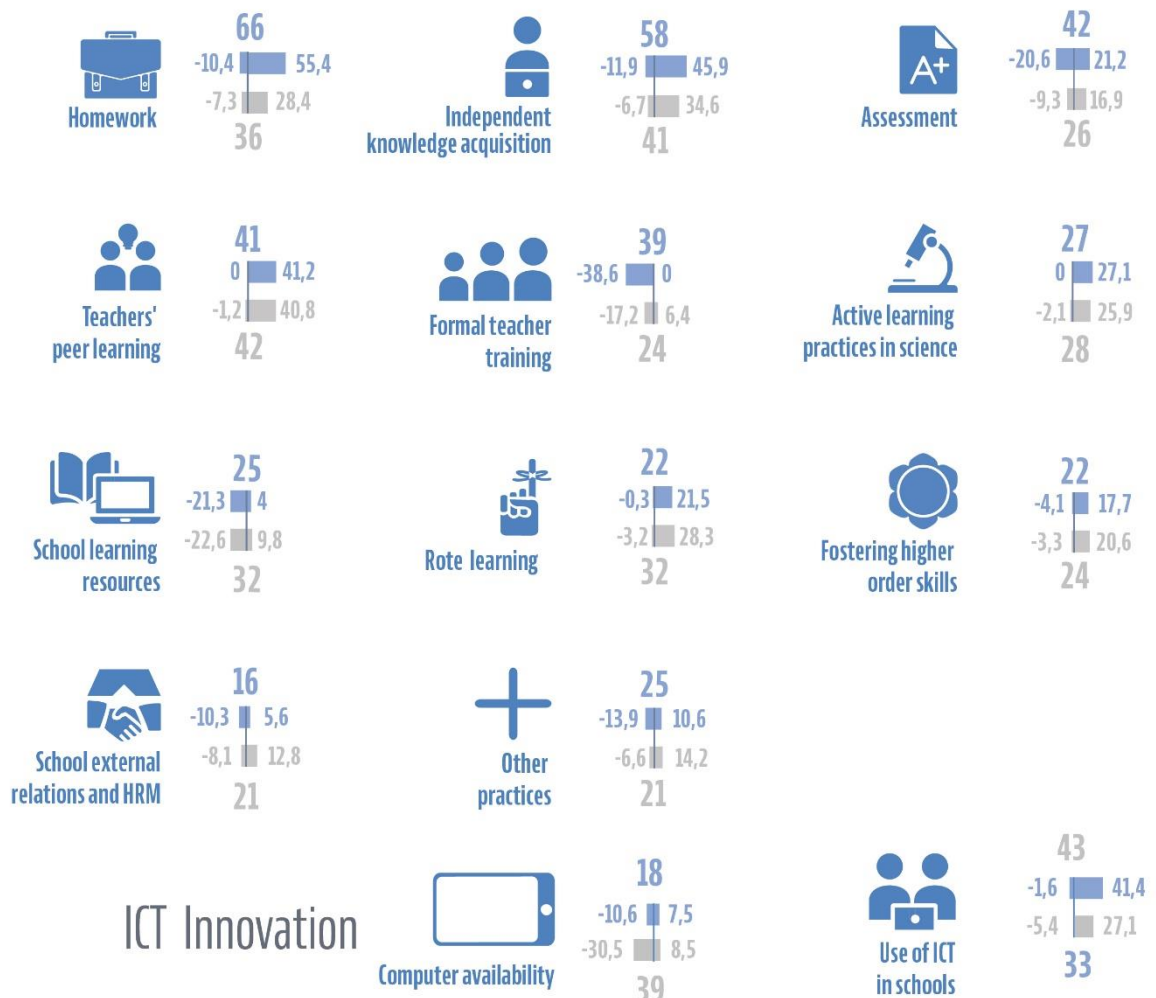 66
-10,4 55,4
-7,3 28,4
36
Homework
58
-11,9 45,9
-6,7 34,6
41
Independent
knowledge acquisition
42
-20,6 21,2
-9,3 16,9
26
A+
Assessment
41
0 41,2
-1,2 40,8
42
Teachers'
peer learning
39
-38,6 0
-17,2 6,4
24
Formal teacher
training
27
0 27,1
-2,1 25,9
28
Active learning
practices in science
25
-21,3 4
-22,6 9,8
32
School learning
resources
22
-0,3 21,5
-3,2 28,3
32
Rote learning
22
-4,1 17,7
-3,3 20,6
24
Fostering higher
order skills
16
-10,3 5,6
-8,1 12,8
21
School external
relations and HRM
25
-13,9 10,6
-6,6 14,2
21
Other
practices
ICT Innovation
18
-10,6 7,5
-30,5 8,5
39
Computer availability
43
-1,6 41,4
-5,4 27,1
33
Use of ICT
in schools